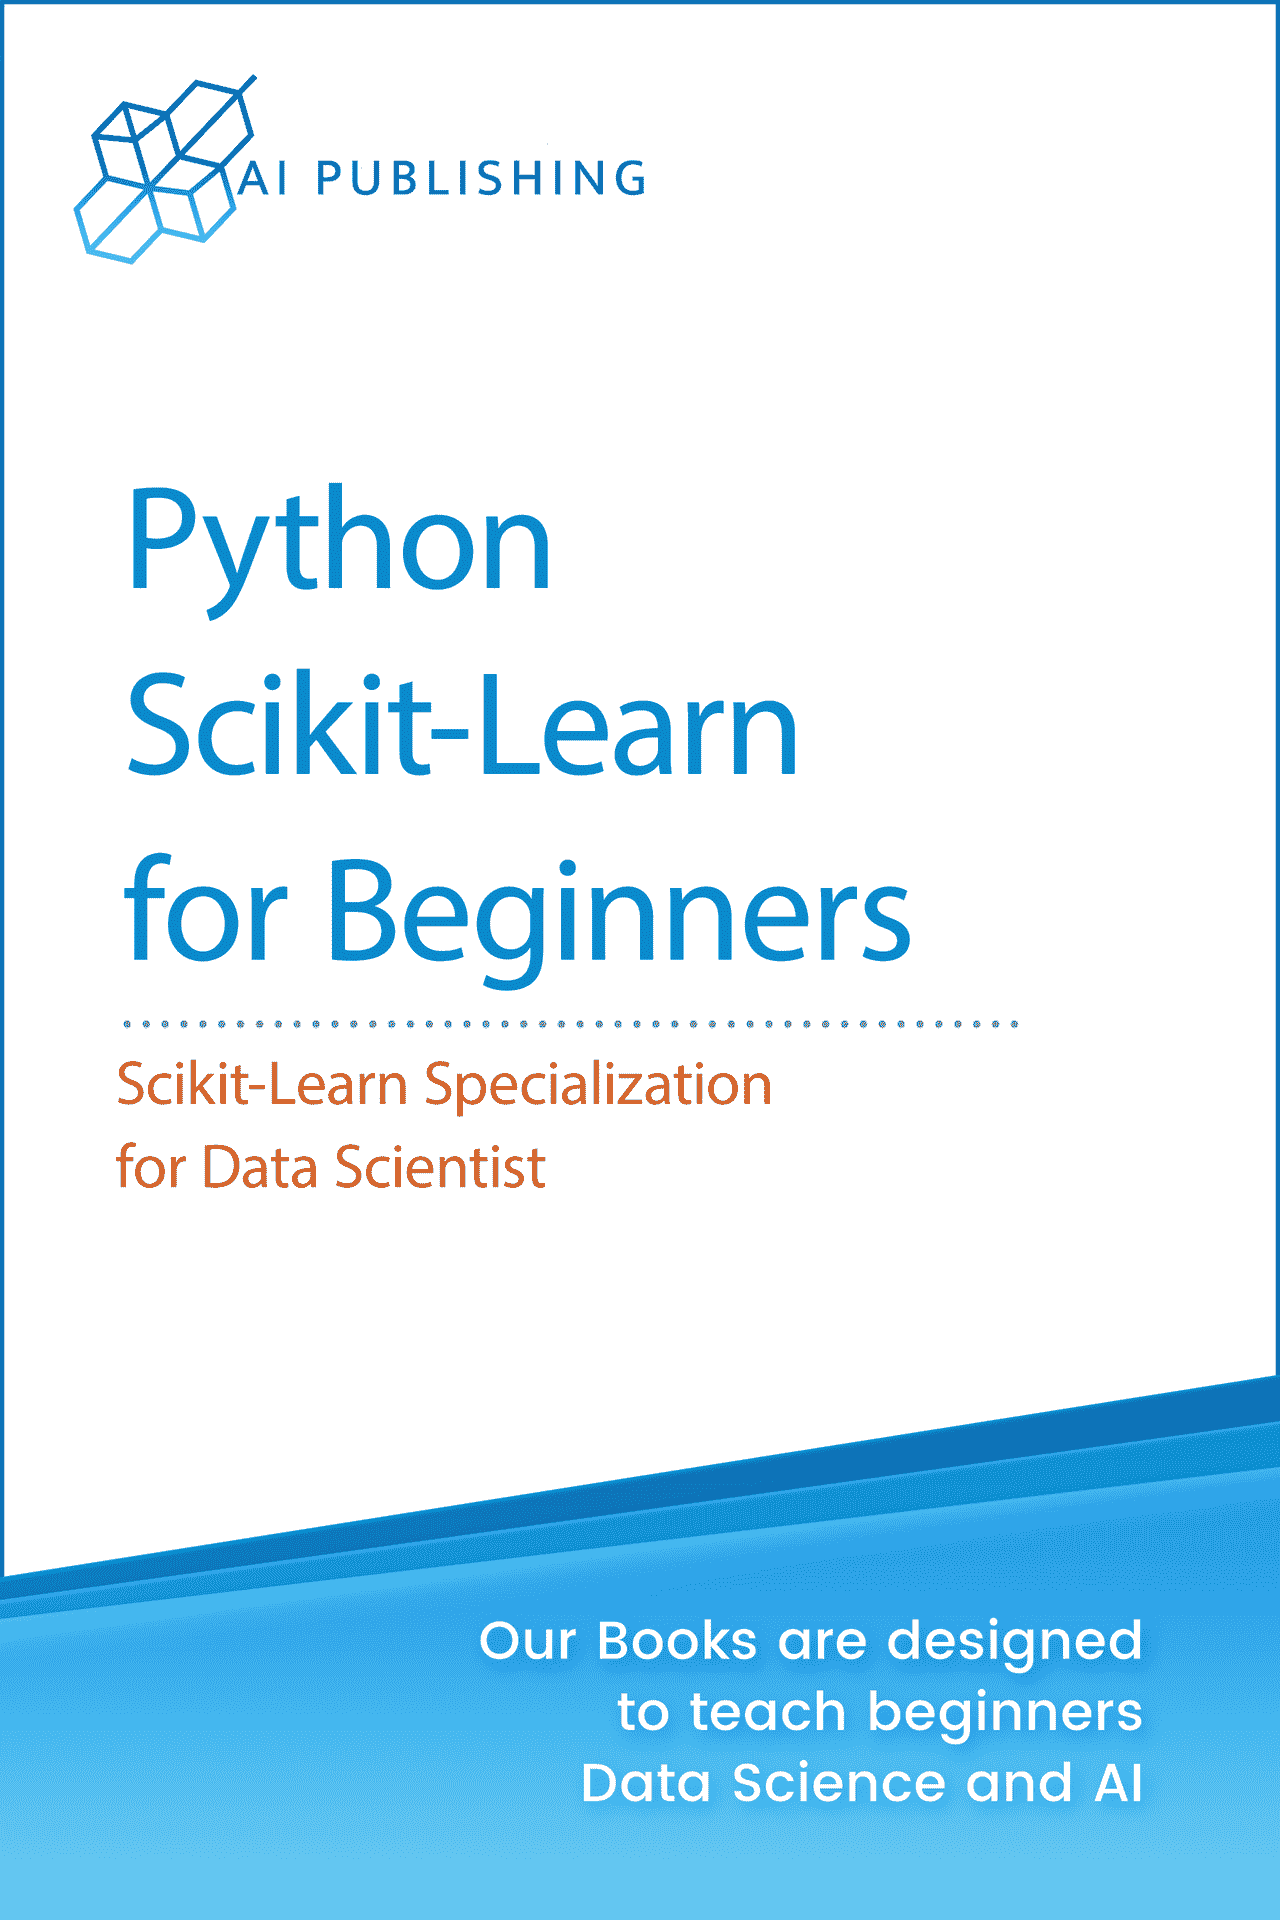 AI PUBLISHING
Python
Scikit-Learn
for Beginners
Scikit-Learn Specialization
for Data Scientist
Our Books are designed
to teach beginners
Data Science and AI